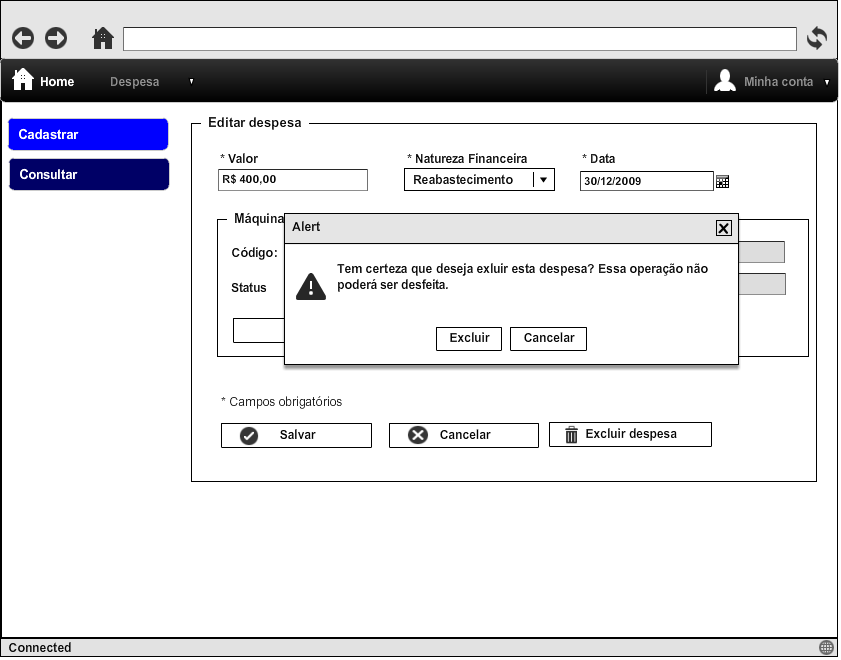 Home
Despesa
Minha conta
Cadastrar
Consultar
Editar despesa
* Valor
* Natureza Financeira
* Data
R$ 400,00
Reabastecimento
30/12/2009
Máquina
Código:
Status
Alert
Tem certeza que deseja exluir esta despesa? Essa operação não
poderá ser desfeita.
Excluir
Cancelar
* Campos obrigatórios
Salvar
Cancelar
Excluir despesa
Connected